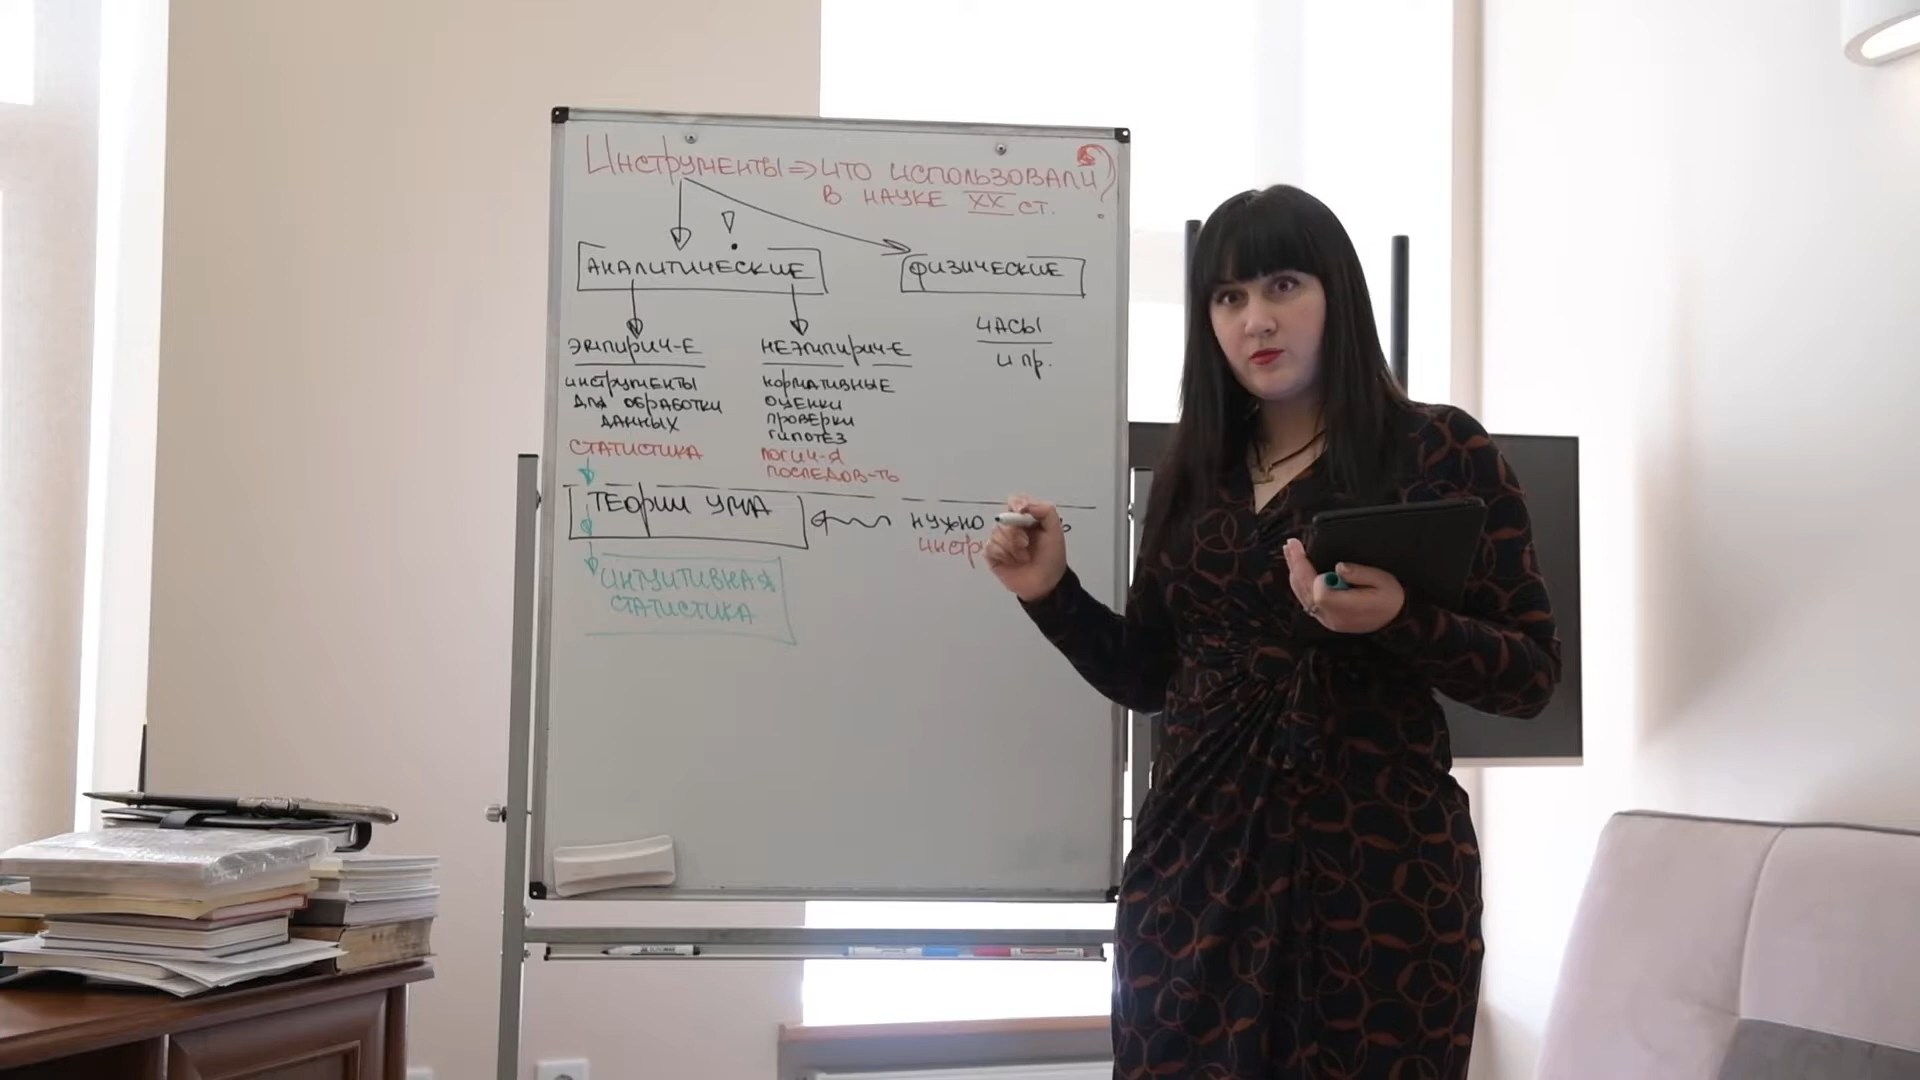 Инструменты ⇒ что использовали
в науке XX ст. ?
!
Аналитические
Физические
Эмпирич-е
Неэмпирич-е
часы
и пр.
инструменты
для обработки
данных
статистика
нормативные
оценки
проверки
гипотез
логич-я
последов-ть
Теории ума
нужно
Интуитивная
статистика